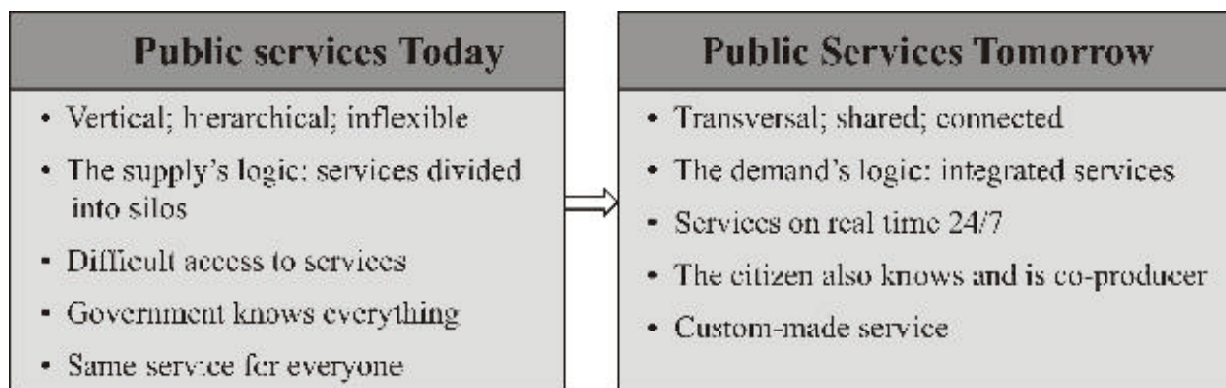 Public services Today
• Vertical; hierarchical; inflexible
• The supply's logic: services divided
into silos
• Difficult access to services
• Government knows everything
• Same service for everyone
Public Services Tomorrow
• Transversal; shared; connected
• The demand's logic: integrated services
• Services on real time 24/7
• The citizen also knows and is co-producer
• Custom-made service